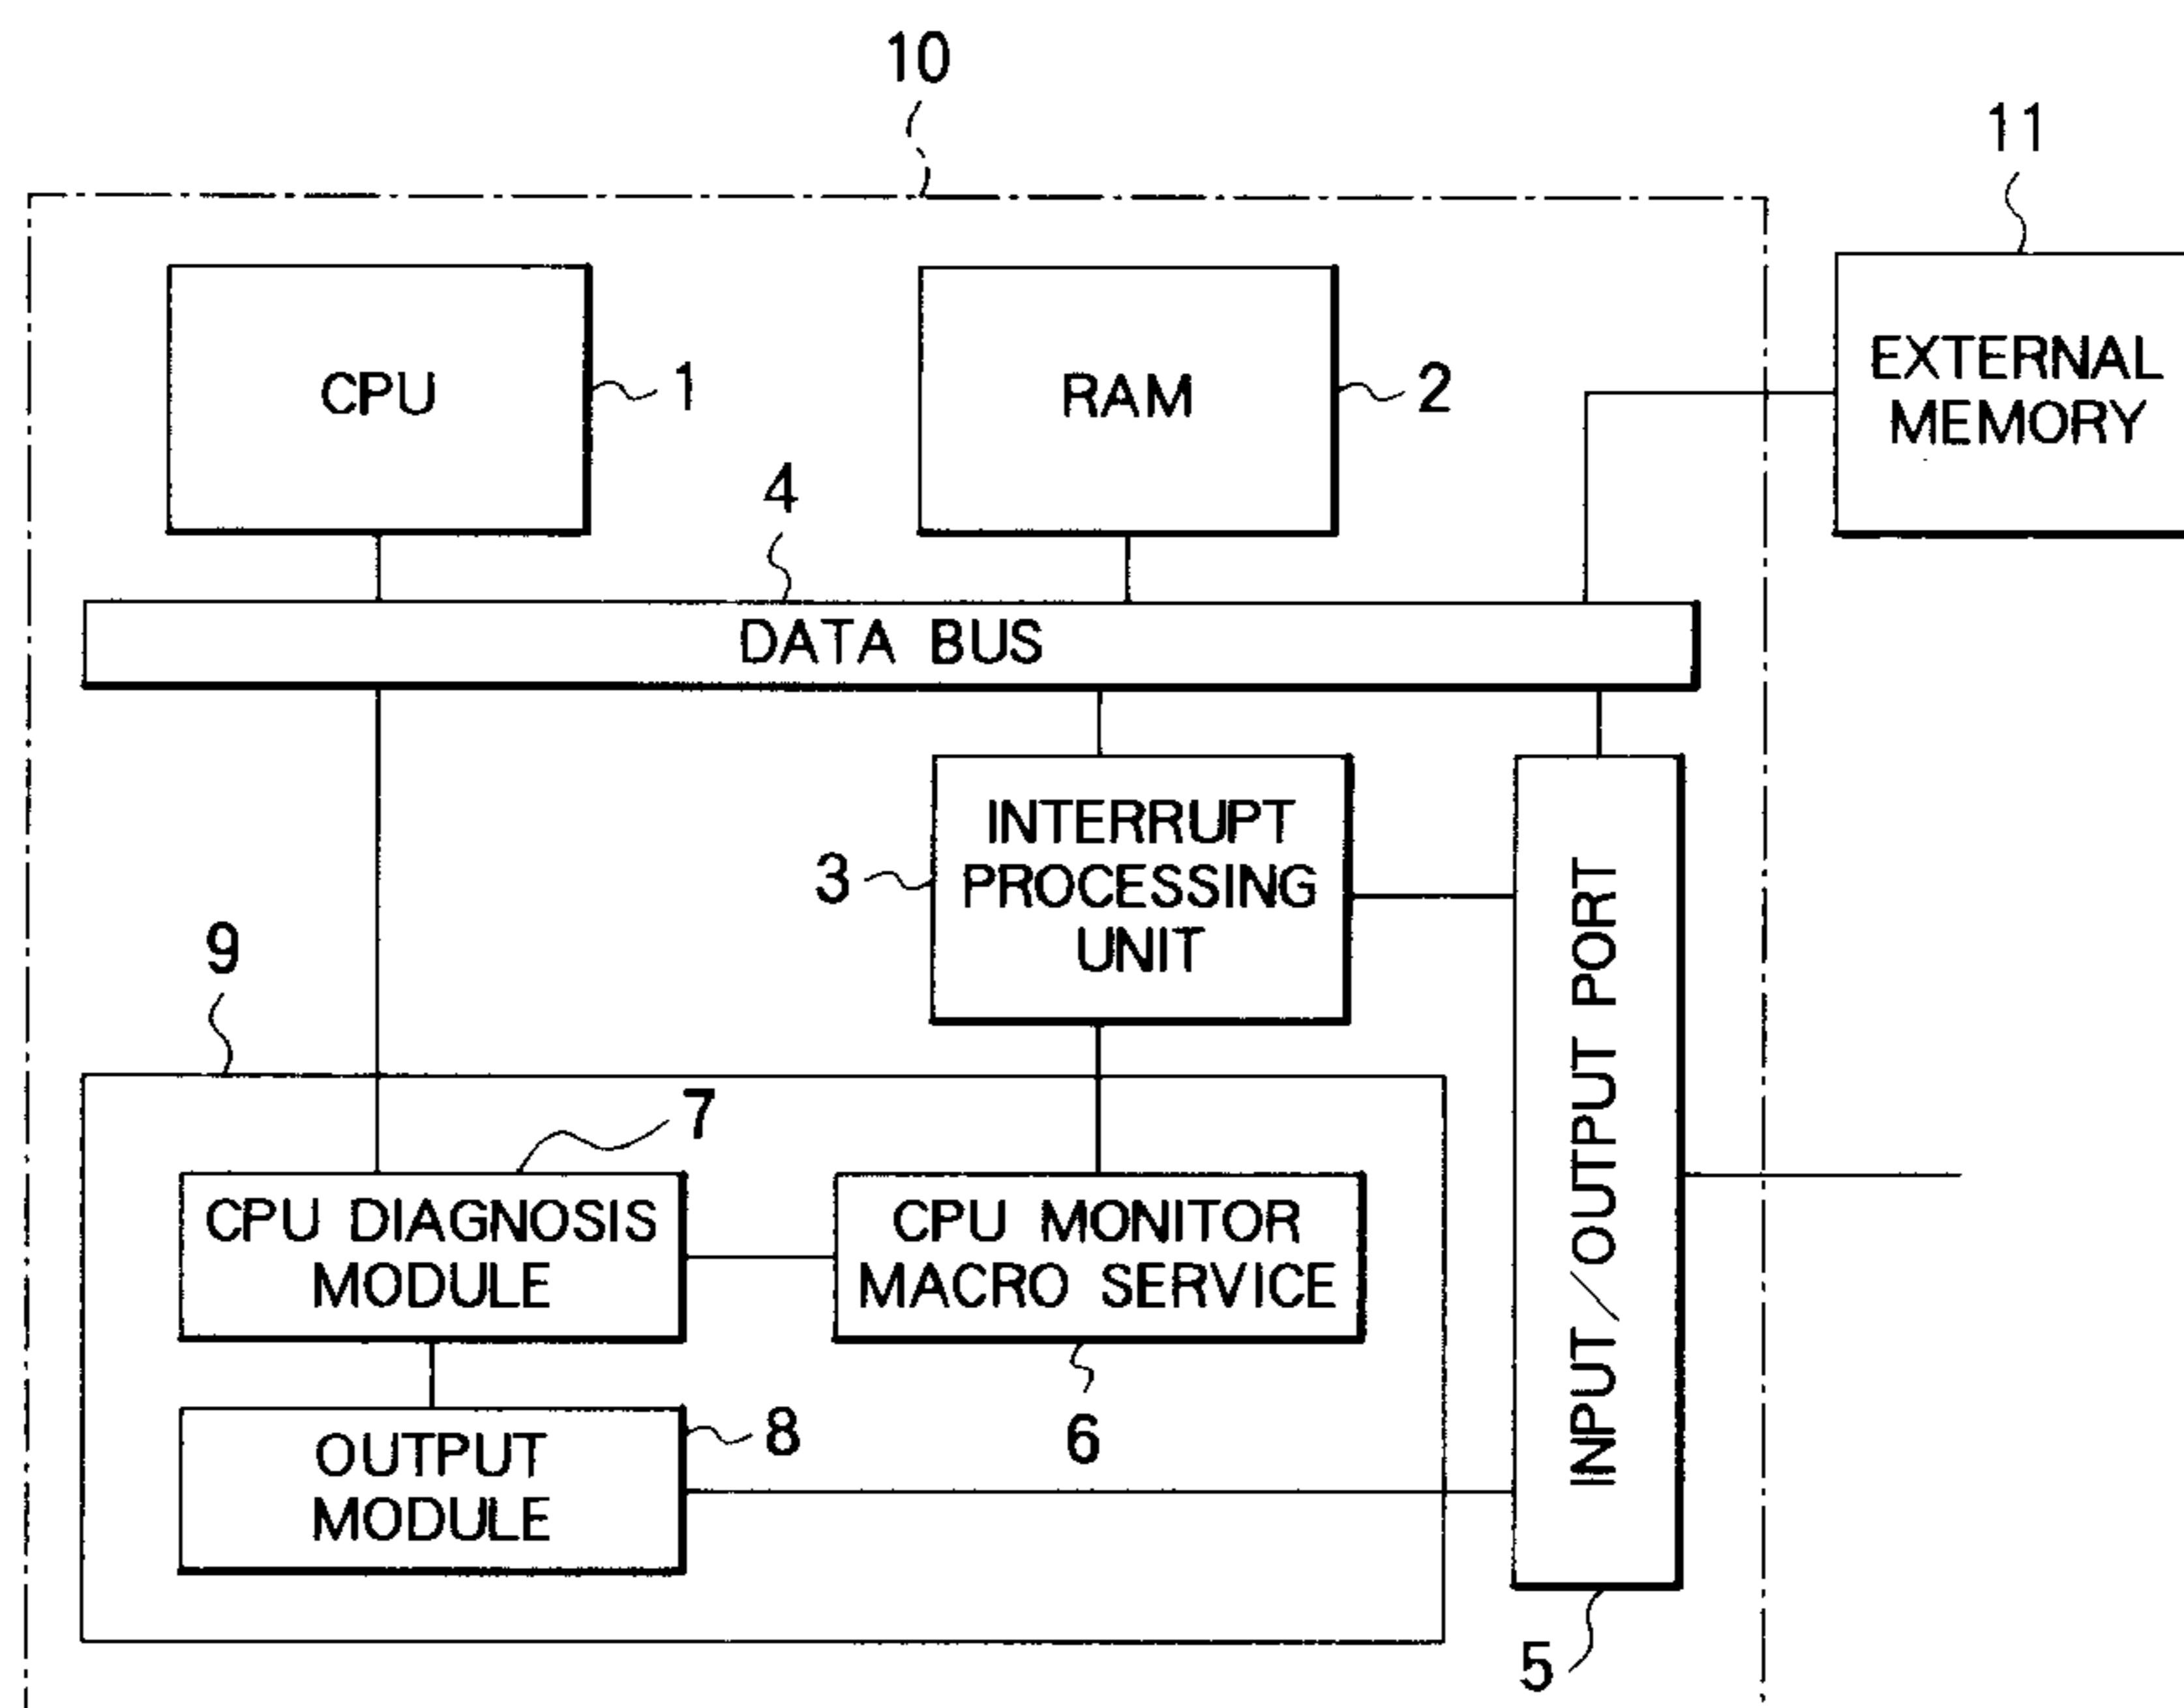 10
11
CPU
1
RAM
2
EXTERNAL
MEMORY
4
DATA BUS
INTERRUPT
PROCESSING
UNIT
3
INPUT/OUTPUT PORT
9
7
CPU DIAGNOSIS
MODULE
CPU MONITOR
MACRO SERVICE
6
OUTPUT
MODULE
8
5